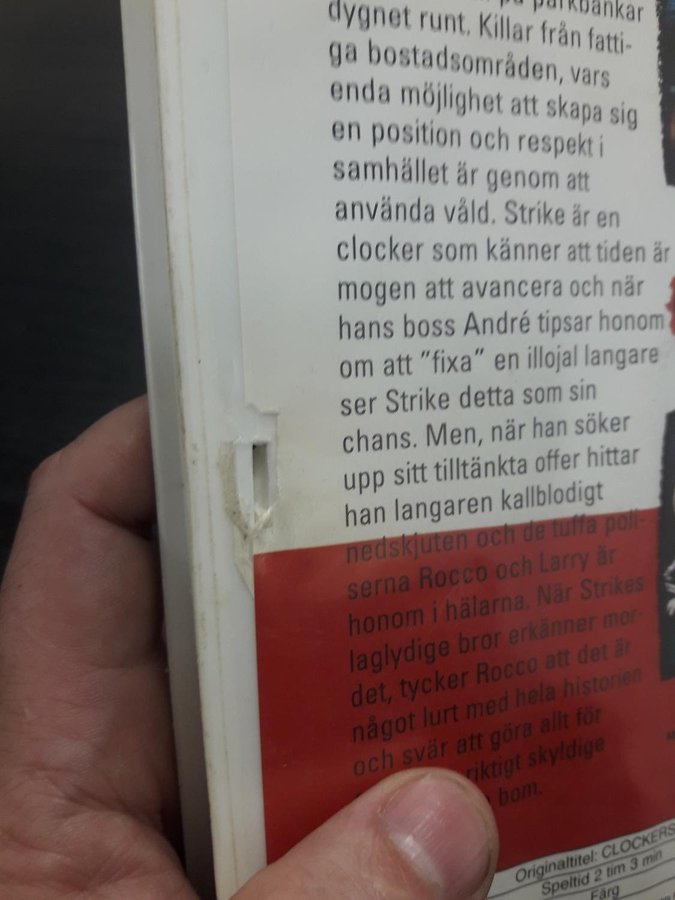 på parkbänkar
dygnet runt. Killar från fatti-
ga bostadsområden, vars
enda möjlighet att skapa sig
en position och respekt i
samhället är genom att
använda våld. Strike är en
clocker som känner att tiden är
mogen att avancera och när
hans boss André tipsar honom
om att ”fixa” en illojal langare
ser Strike detta som sin
chans. Men, när han söker
upp sitt tilltänkta offer hittar
han langaren kallblodigt
nedskjuten och de tuffa poli-
serna Rocco och Larry är
honom i hälarna. När Strikes
laglydige bror erkänner mor-
det, tycker Rocco att det är
något lurt med hela historien
och svär att göra allt för
riktigt skyldige
bom.
Originaltitel: CLOCKERS
Speltid 2 tim 3 min
Färg